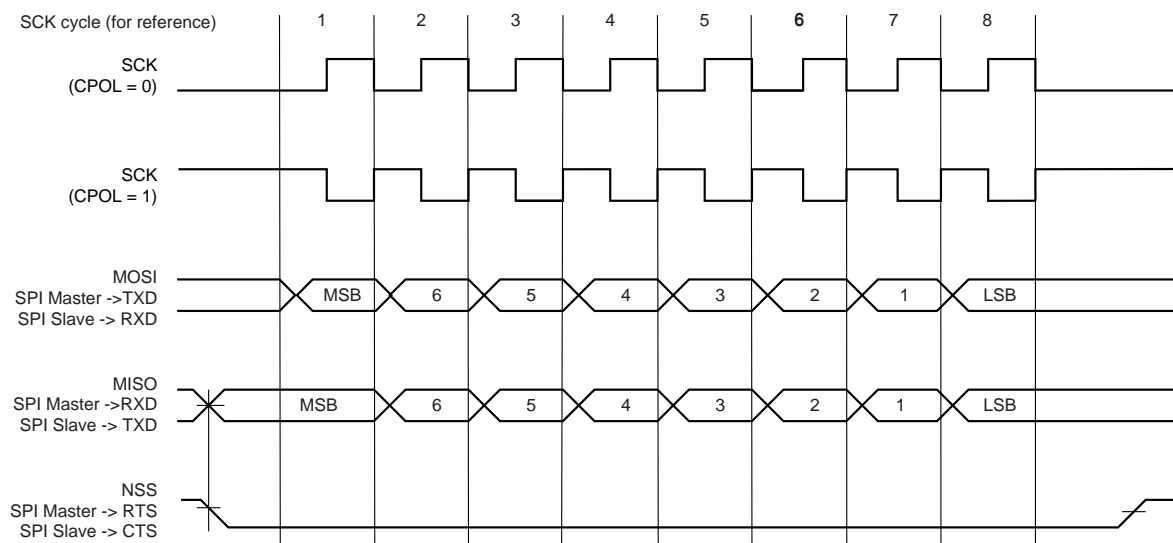 SCK cycle (for reference) 1 2 3 4 5 6 7 8
SCK
(CPOL = 0)
SCK
(CPOL = 1)
MOSI
SPI Master ->TXD
SPI Slave -> RXD
MSB 6 5 4 3 2 1 LSB
MISO
SPI Master ->RXD
SPI Slave -> TXD
MSB 6 5 4 3 2 1 LSB
NSS
SPI Master -> RTS
SPI Slave -> CTS